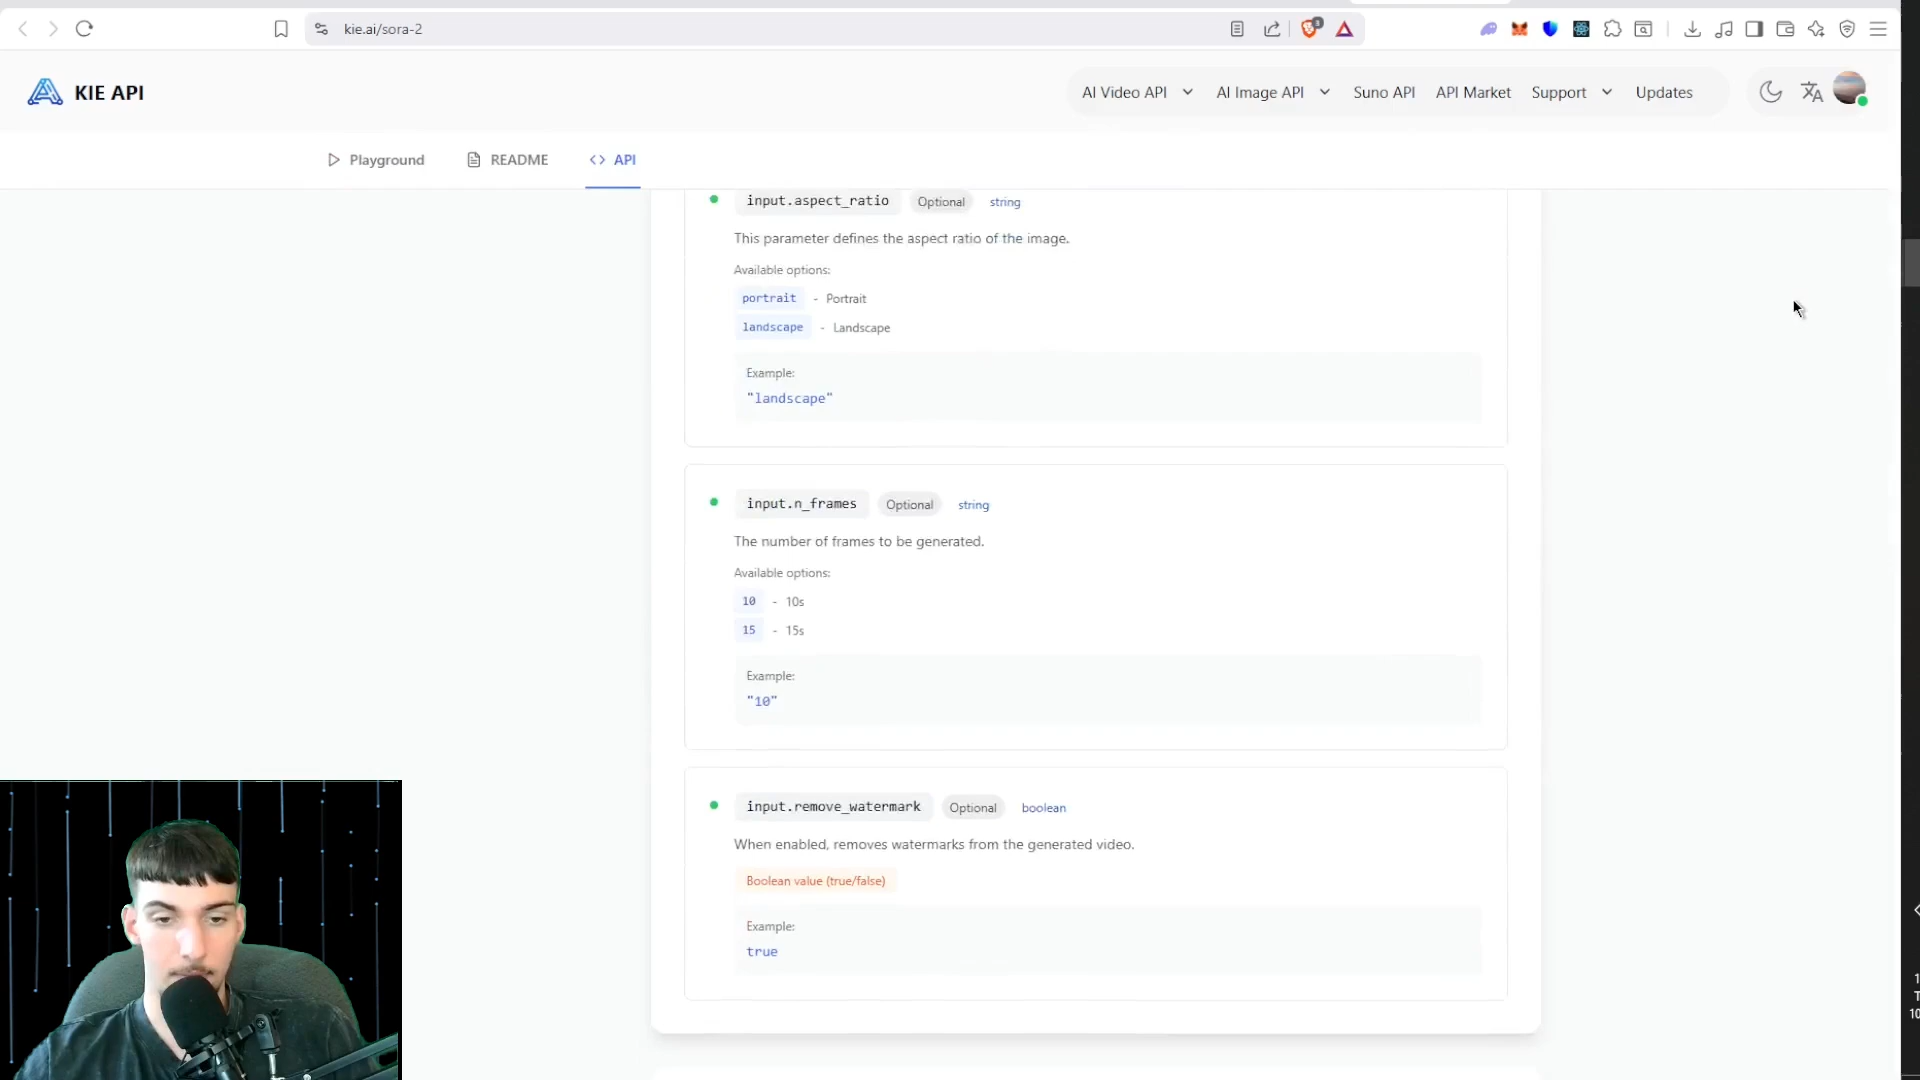 kie.ai/sora-2
KIE API
AI Video API
AI Image API
Suno API
API Market
Support
Updates
Playground
README
<> API
input.aspect_ratio Optional string
This parameter defines the aspect ratio of the image.
Available options:
portrait - Portrait
landscape - Landscape
Example:
"landscape"
input.n_frames Optional string
The number of frames to be generated.
Available options:
10 - 10s
15 - 15s
Example:
"10"
input.remove_watermark Optional boolean
When enabled, removes watermarks from the generated video.
Boolean value (true/false)
Example:
true